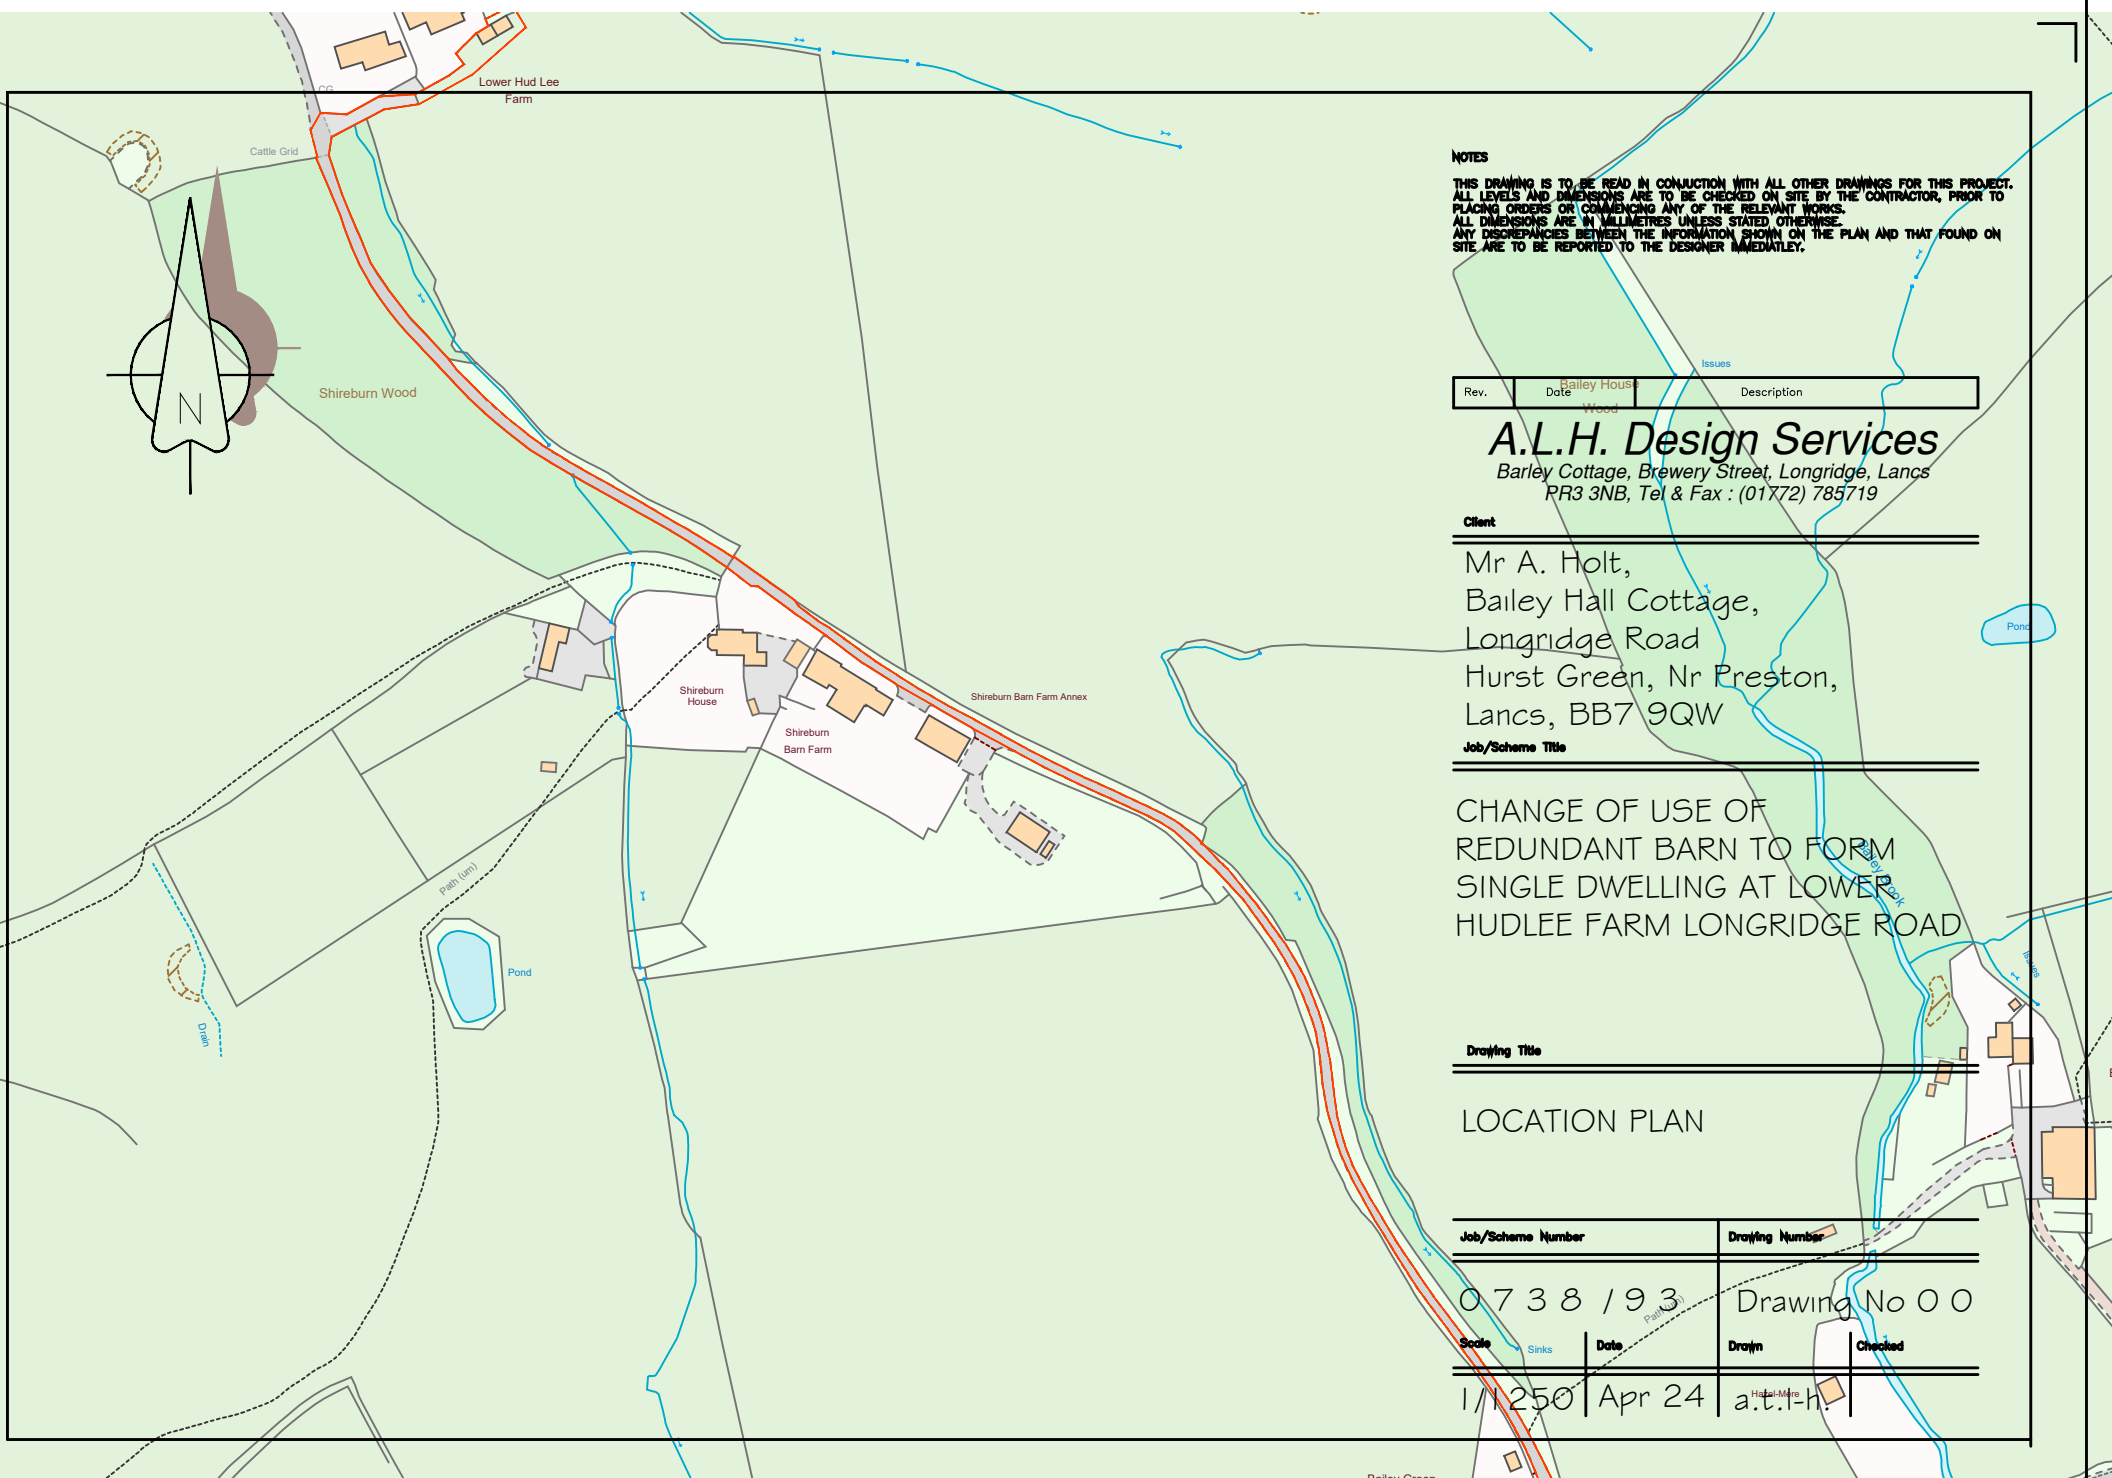 Lower Hud Lee
Farm
CG
Cattle Grid
Shireburn Wood
N
Shireburn
House
Shireburn
Barn Farm
Shireburn Barn Farm Annex
Path (um)
Pond
Drain
NOTES
THIS DRAWING IS TO BE READ IN CONJUCTION WITH ALL OTHER DRAWINGS FOR THIS PROJECT.
ALL LEVELS AND DIMENSIONS ARE TO BE CHECKED ON SITE BY THE CONTRACTOR, PRIOR TO
PLACING ORDERS OR COMMENCING ANY OF THE RELEVANT WORKS.
ALL DIMENSIONS ARE IN MILLIMETRES UNLESS STATED OTHERWISE.
ANY DISCREPANCIES BETWEEN THE INFORMATION SHOWN ON THE PLAN AND THAT FOUND ON
SITE ARE TO BE REPORTED TO THE DESIGNER IMMEDIATLEY.
Issues
Bailey House
Wood
Rev. Date Description
A.L.H. Design Services
Barley Cottage, Brewery Street, Longridge, Lancs
PR3 3NB, Tel & Fax : (01772) 785719
Client
Mr A. Holt,
Bailey Hall Cottage,
Longridge Road
Hurst Green, Nr Preston,
Lancs, BB7 9QW
Pond
Job/Scheme Title
CHANGE OF USE OF
REDUNDANT BARN TO FORM
SINGLE DWELLING AT LOWER
HUDLEE FARM LONGRIDGE ROAD
Bailey Brook
Issues
Drawing Title
LOCATION PLAN
Job/Scheme Number Drawing Number
0738/93 Drawing No 00
Path (um)
Scale Date Drawn Checked
Sinks
1/1250 Apr 24 a.t.l-h.
Hazel-Mere
Bailey Green